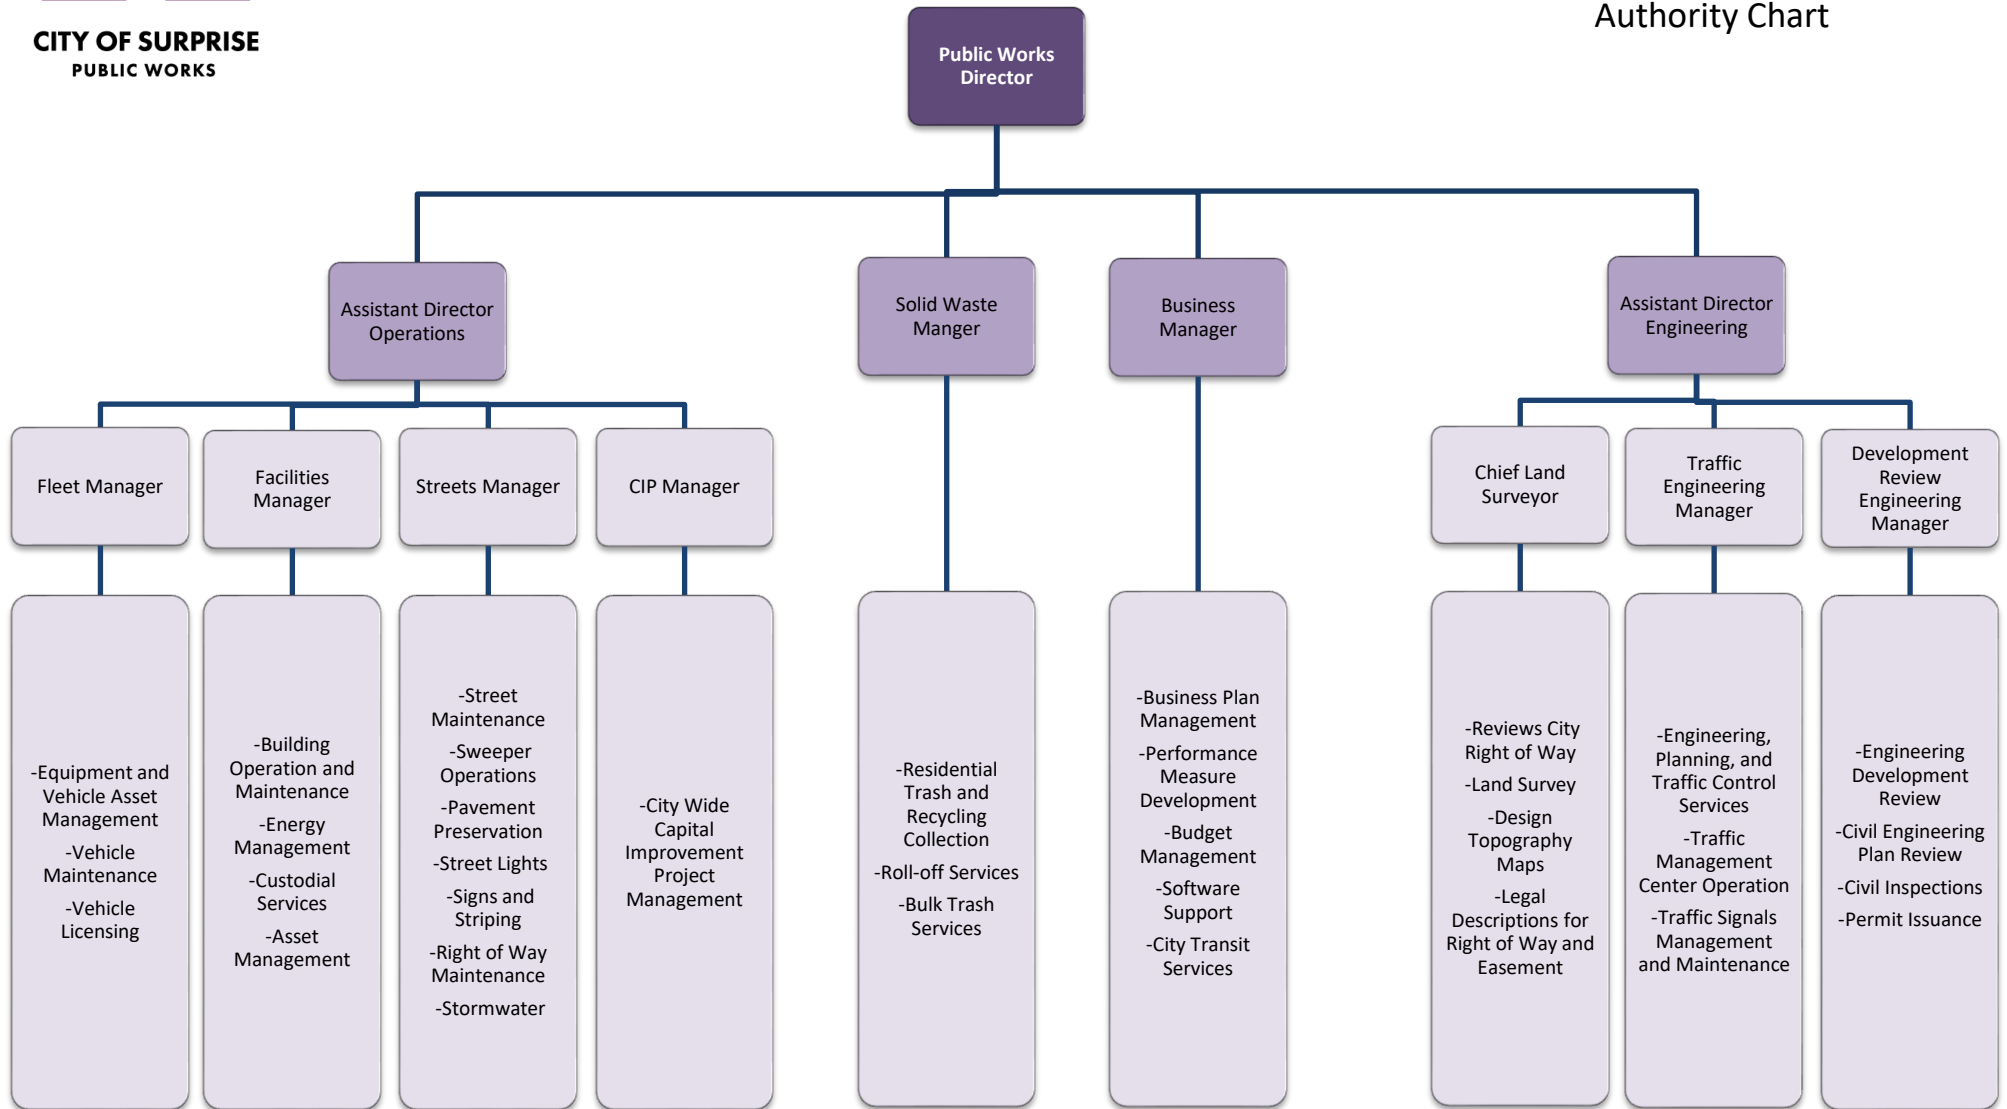 CITY OF SURPRISE
PUBLIC WORKS
Authority Chart
Public Works
Director
Assistant Director
Operations
Solid Waste
Manger
Business
Manager
Assistant Director
Engineering
Fleet Manager
Facilities
Manager
Streets Manager
CIP Manager
Chief Land
Surveyor
Traffic
Engineering
Manager
Development
Review
Engineering
Manager
-Equipment and
Vehicle Asset
Management
-Vehicle
Maintenance
-Vehicle
Licensing
-Building
Operation and
Maintenance
-Energy
Management
-Custodial
Services
-Asset
Management
-Street
Maintenance
-Sweeper
Operations
-Pavement
Preservation
-Street Lights
-Signs and
Striping
-Right of Way
Maintenance
-Stormwater
-City Wide
Capital
Improvement
Project
Management
-Residential
Trash and
Recycling
Collection
-Roll-off Services
-Bulk Trash
Services
-Business Plan
Management
-Performance
Measure
Development
-Budget
Management
-Software
Support
-City Transit
Services
-Reviews City
Right of Way
-Land Survey
-Design
Topography
Maps
-Legal
Descriptions for
Right of Way and
Easement
-Engineering,
Planning, and
Traffic Control
Services
-Traffic
Management
Center Operation
-Traffic Signals
Management
and Maintenance
-Engineering
Development
Review
-Civil Engineering
Plan Review
-Civil Inspections
-Permit Issuance